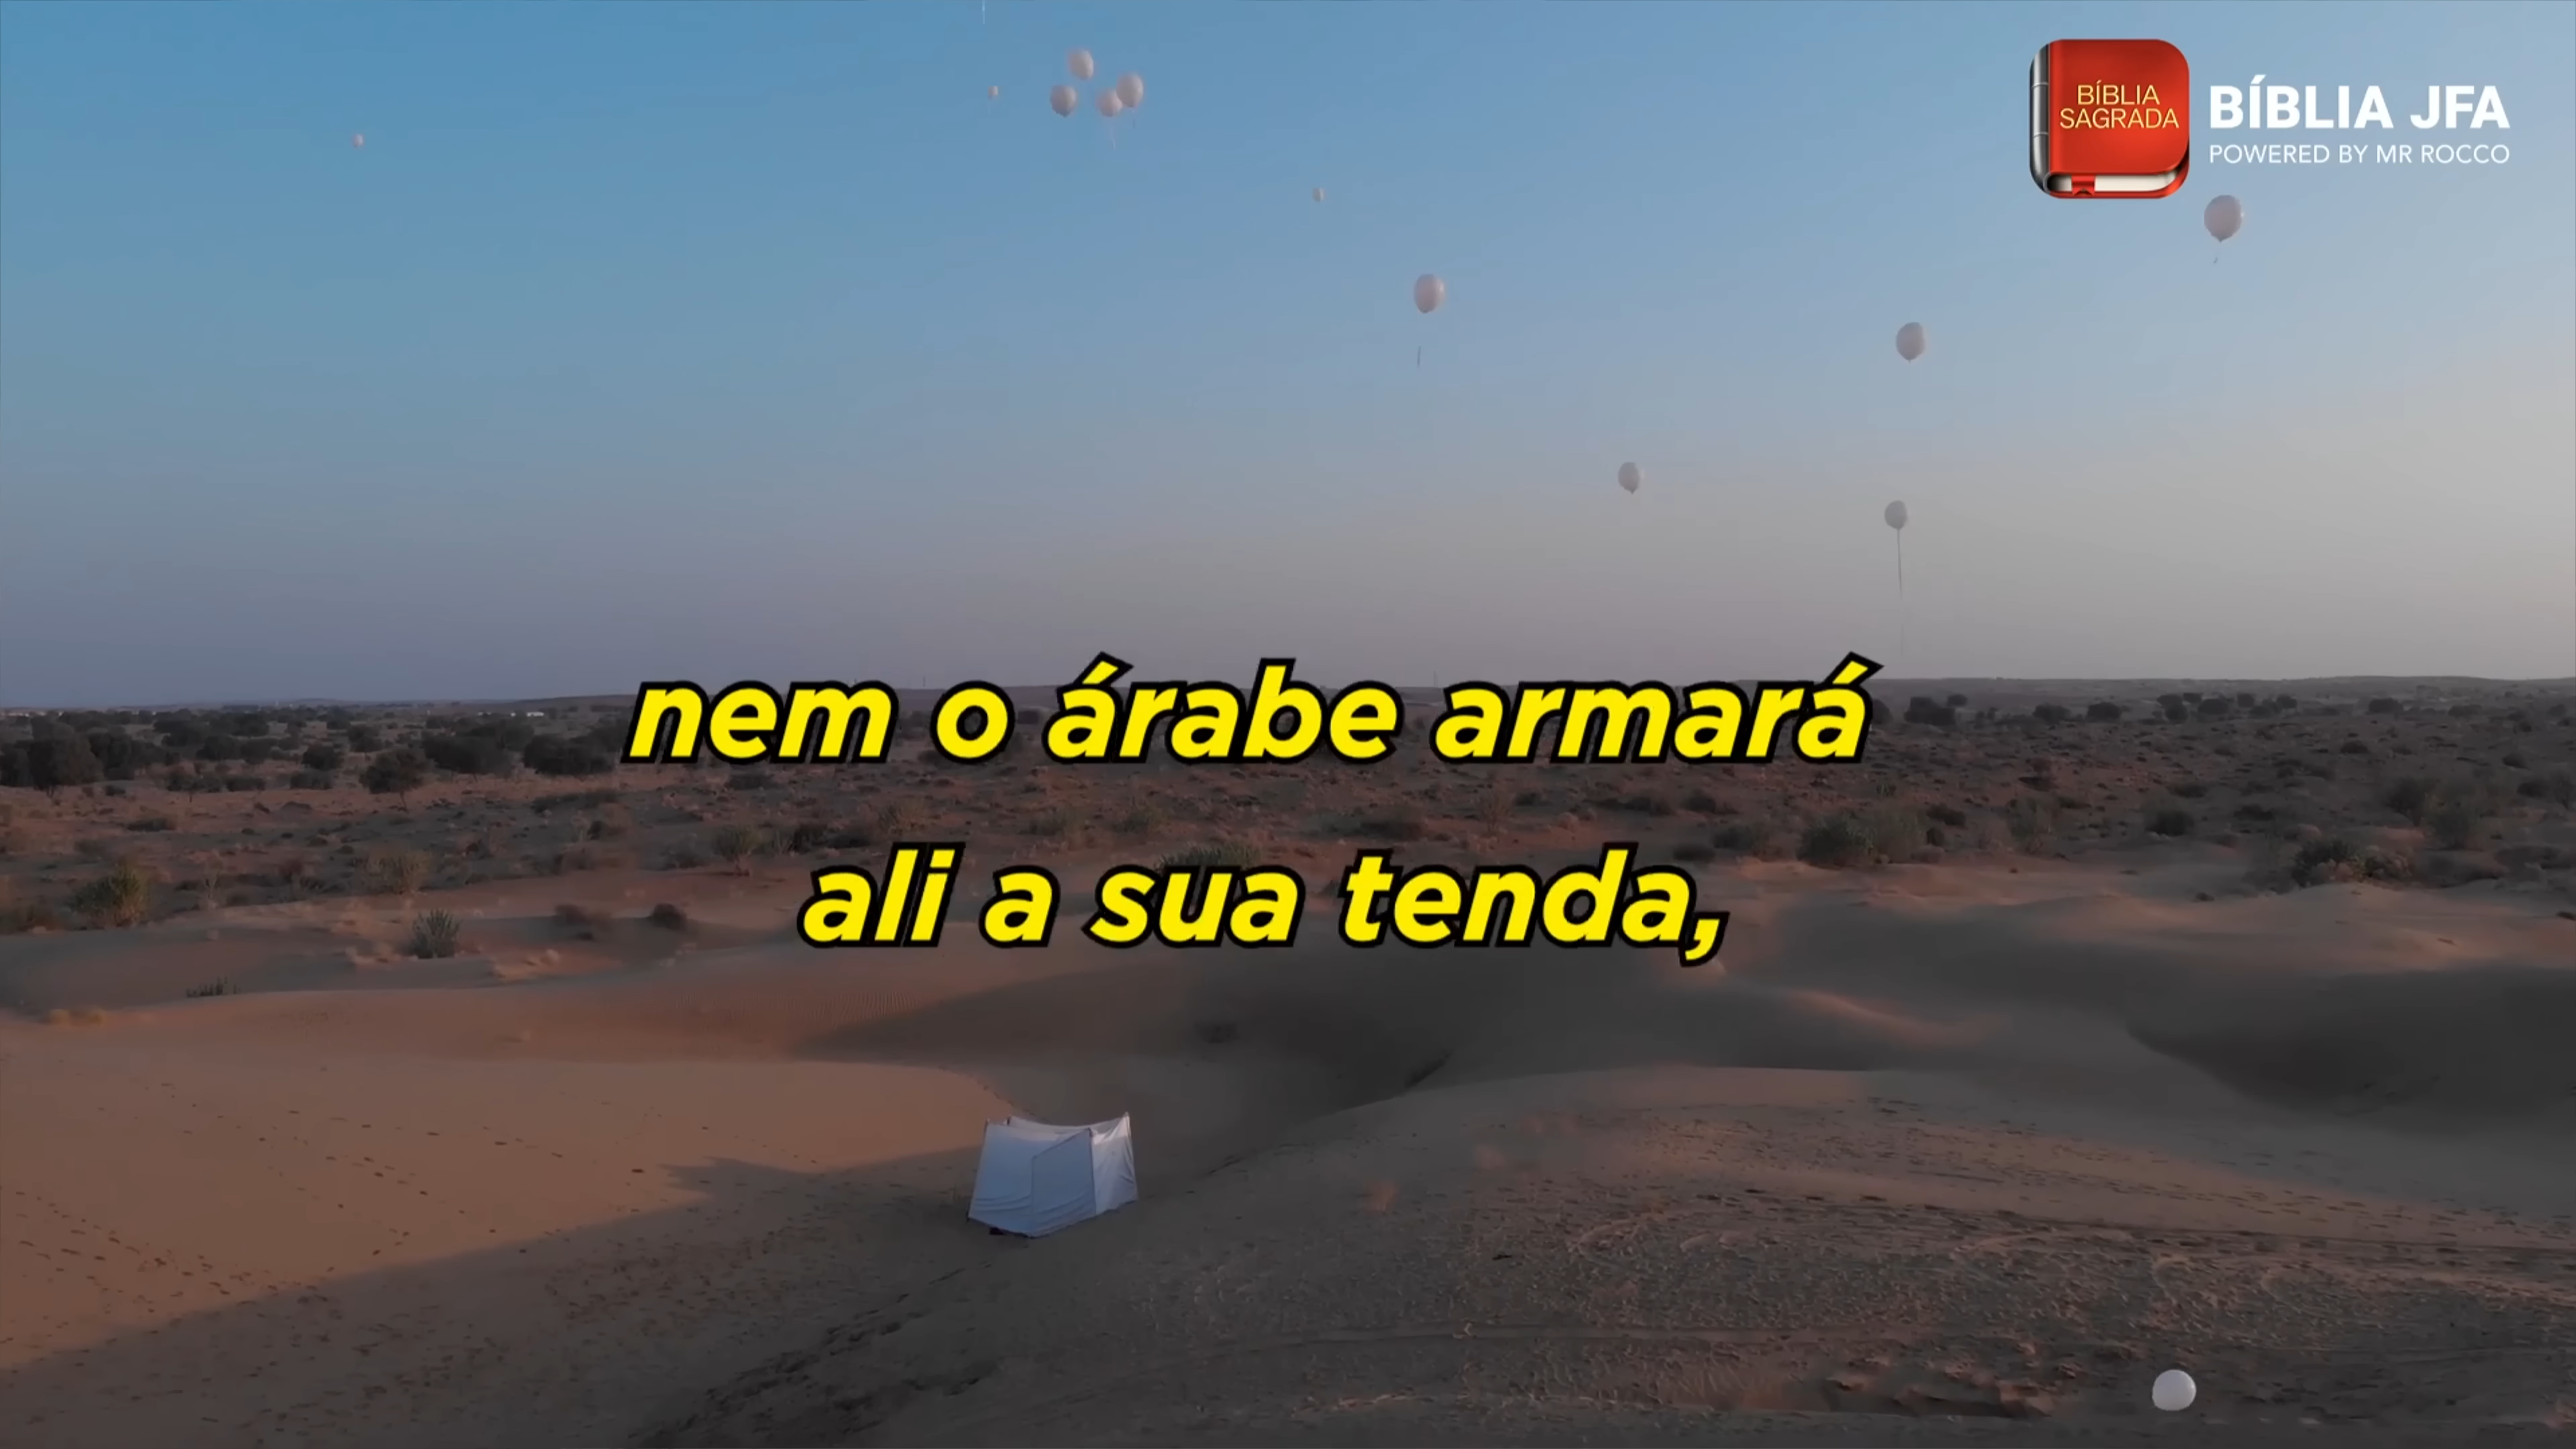 BÍBLIA
SAGRADA
BÍBLIA JFA
POWERED BY MR ROCCO
nem o árabe armará
ali a sua tenda,